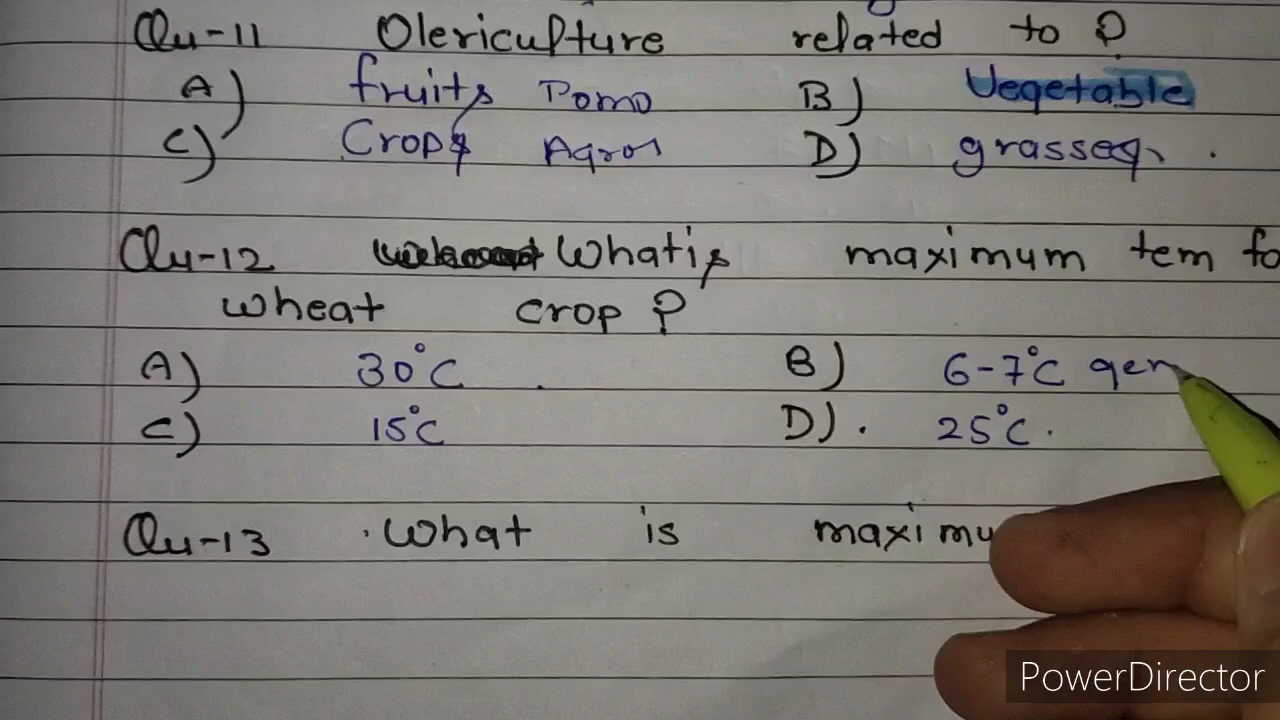 Qu-11 Olericulture related to ?
A) fruits Pomo B) Vegetable
C) Crops Agros D) grasses .
Qu-12 What is maximum tem fo
wheat crop ?
A) 30°C . B) 6-7°C ger
C) 15°C D). 25°C.
Qu-13 .What is maximu
PowerDirector